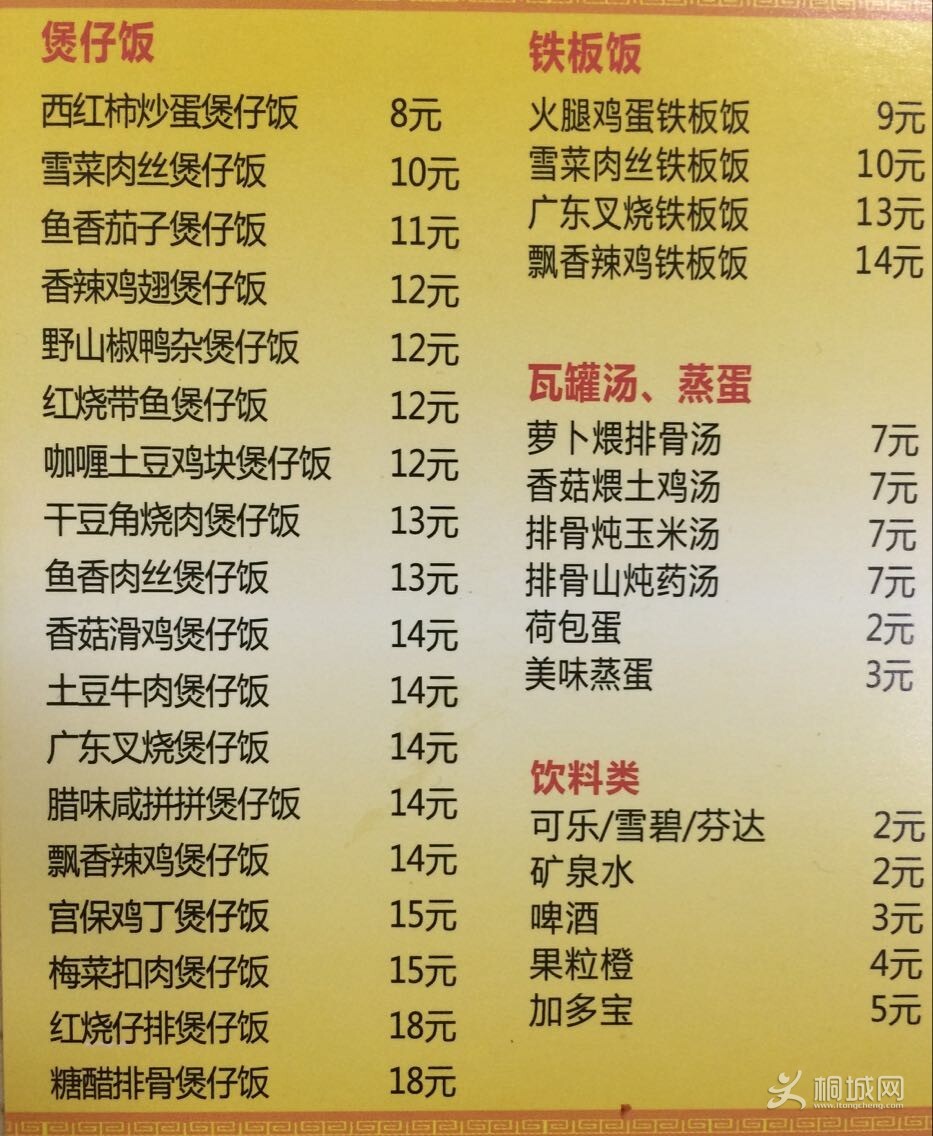 煲仔饭
西红柿炒蛋煲仔饭 8元
雪菜肉丝煲仔饭 10元
鱼香茄子煲仔饭 11元
香辣鸡翅煲仔饭 12元
野山椒鸭杂煲仔饭 12元
红烧带鱼煲仔饭 12元
咖喱土豆鸡块煲仔饭 12元
干豆角烧肉煲仔饭 13元
鱼香肉丝煲仔饭 13元
香菇滑鸡煲仔饭 14元
土豆牛肉煲仔饭 14元
广东叉烧煲仔饭 14元
腊味咸拼拼煲仔饭 14元
飘香辣鸡煲仔饭 14元
宫保鸡丁煲仔饭 15元
梅菜扣肉煲仔饭 15元
红烧仔排煲仔饭 18元
糖醋排骨煲仔饭 18元
铁板饭
火腿鸡蛋铁板饭 9元
雪菜肉丝铁板饭 10元
广东叉烧铁板饭 13元
飘香辣鸡铁板饭 14元
瓦罐汤、蒸蛋
萝卜煨排骨汤 7元
香菇煨土鸡汤 7元
排骨炖玉米汤 7元
排骨山炖药汤 7元
荷包蛋 2元
美味蒸蛋 3元
饮料类
可乐/雪碧/芬达 2元
矿泉水 2元
啤酒 3元
果粒橙 4元
加多宝 5元
桐城网
www.itongcheng.com